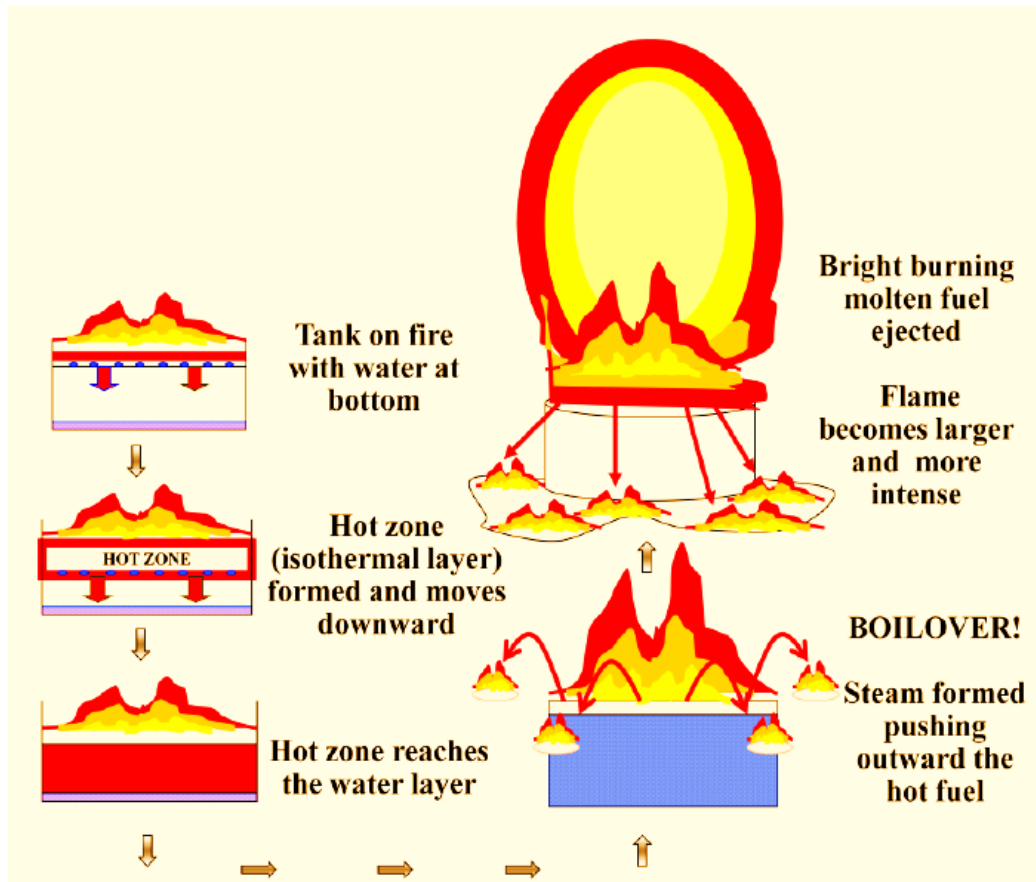 Tank on fire
with water at
bottom
HOT ZONE
Hot zone
(isothermal layer)
formed and moves
downward
Hot zone reaches
the water layer
BOILOVER!
Steam formed
pushing
outward the
hot fuel
Bright burning
molten fuel
ejected
Flame
becomes larger
and more
intense